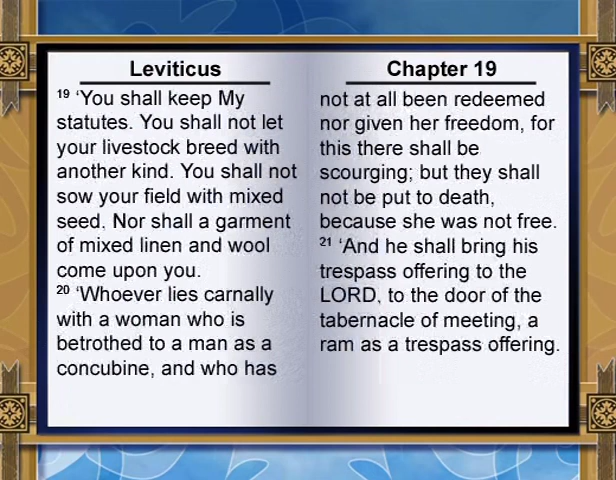 Leviticus
¹⁹ ‘You shall keep My
statutes. You shall not let
your livestock breed with
another kind. You shall not
sow your field with mixed
seed. Nor shall a garment
of mixed linen and wool
come upon you.
²⁰ ‘Whoever lies carnally
with a woman who is
betrothed to a man as a
concubine, and who has
Chapter 19
not at all been redeemed
nor given her freedom, for
this there shall be
scourging; but they shall
not be put to death,
because she was not free.
²¹ ‘And he shall bring his
trespass offering to the
LORD, to the door of the
tabernacle of meeting, a
ram as a trespass offering.